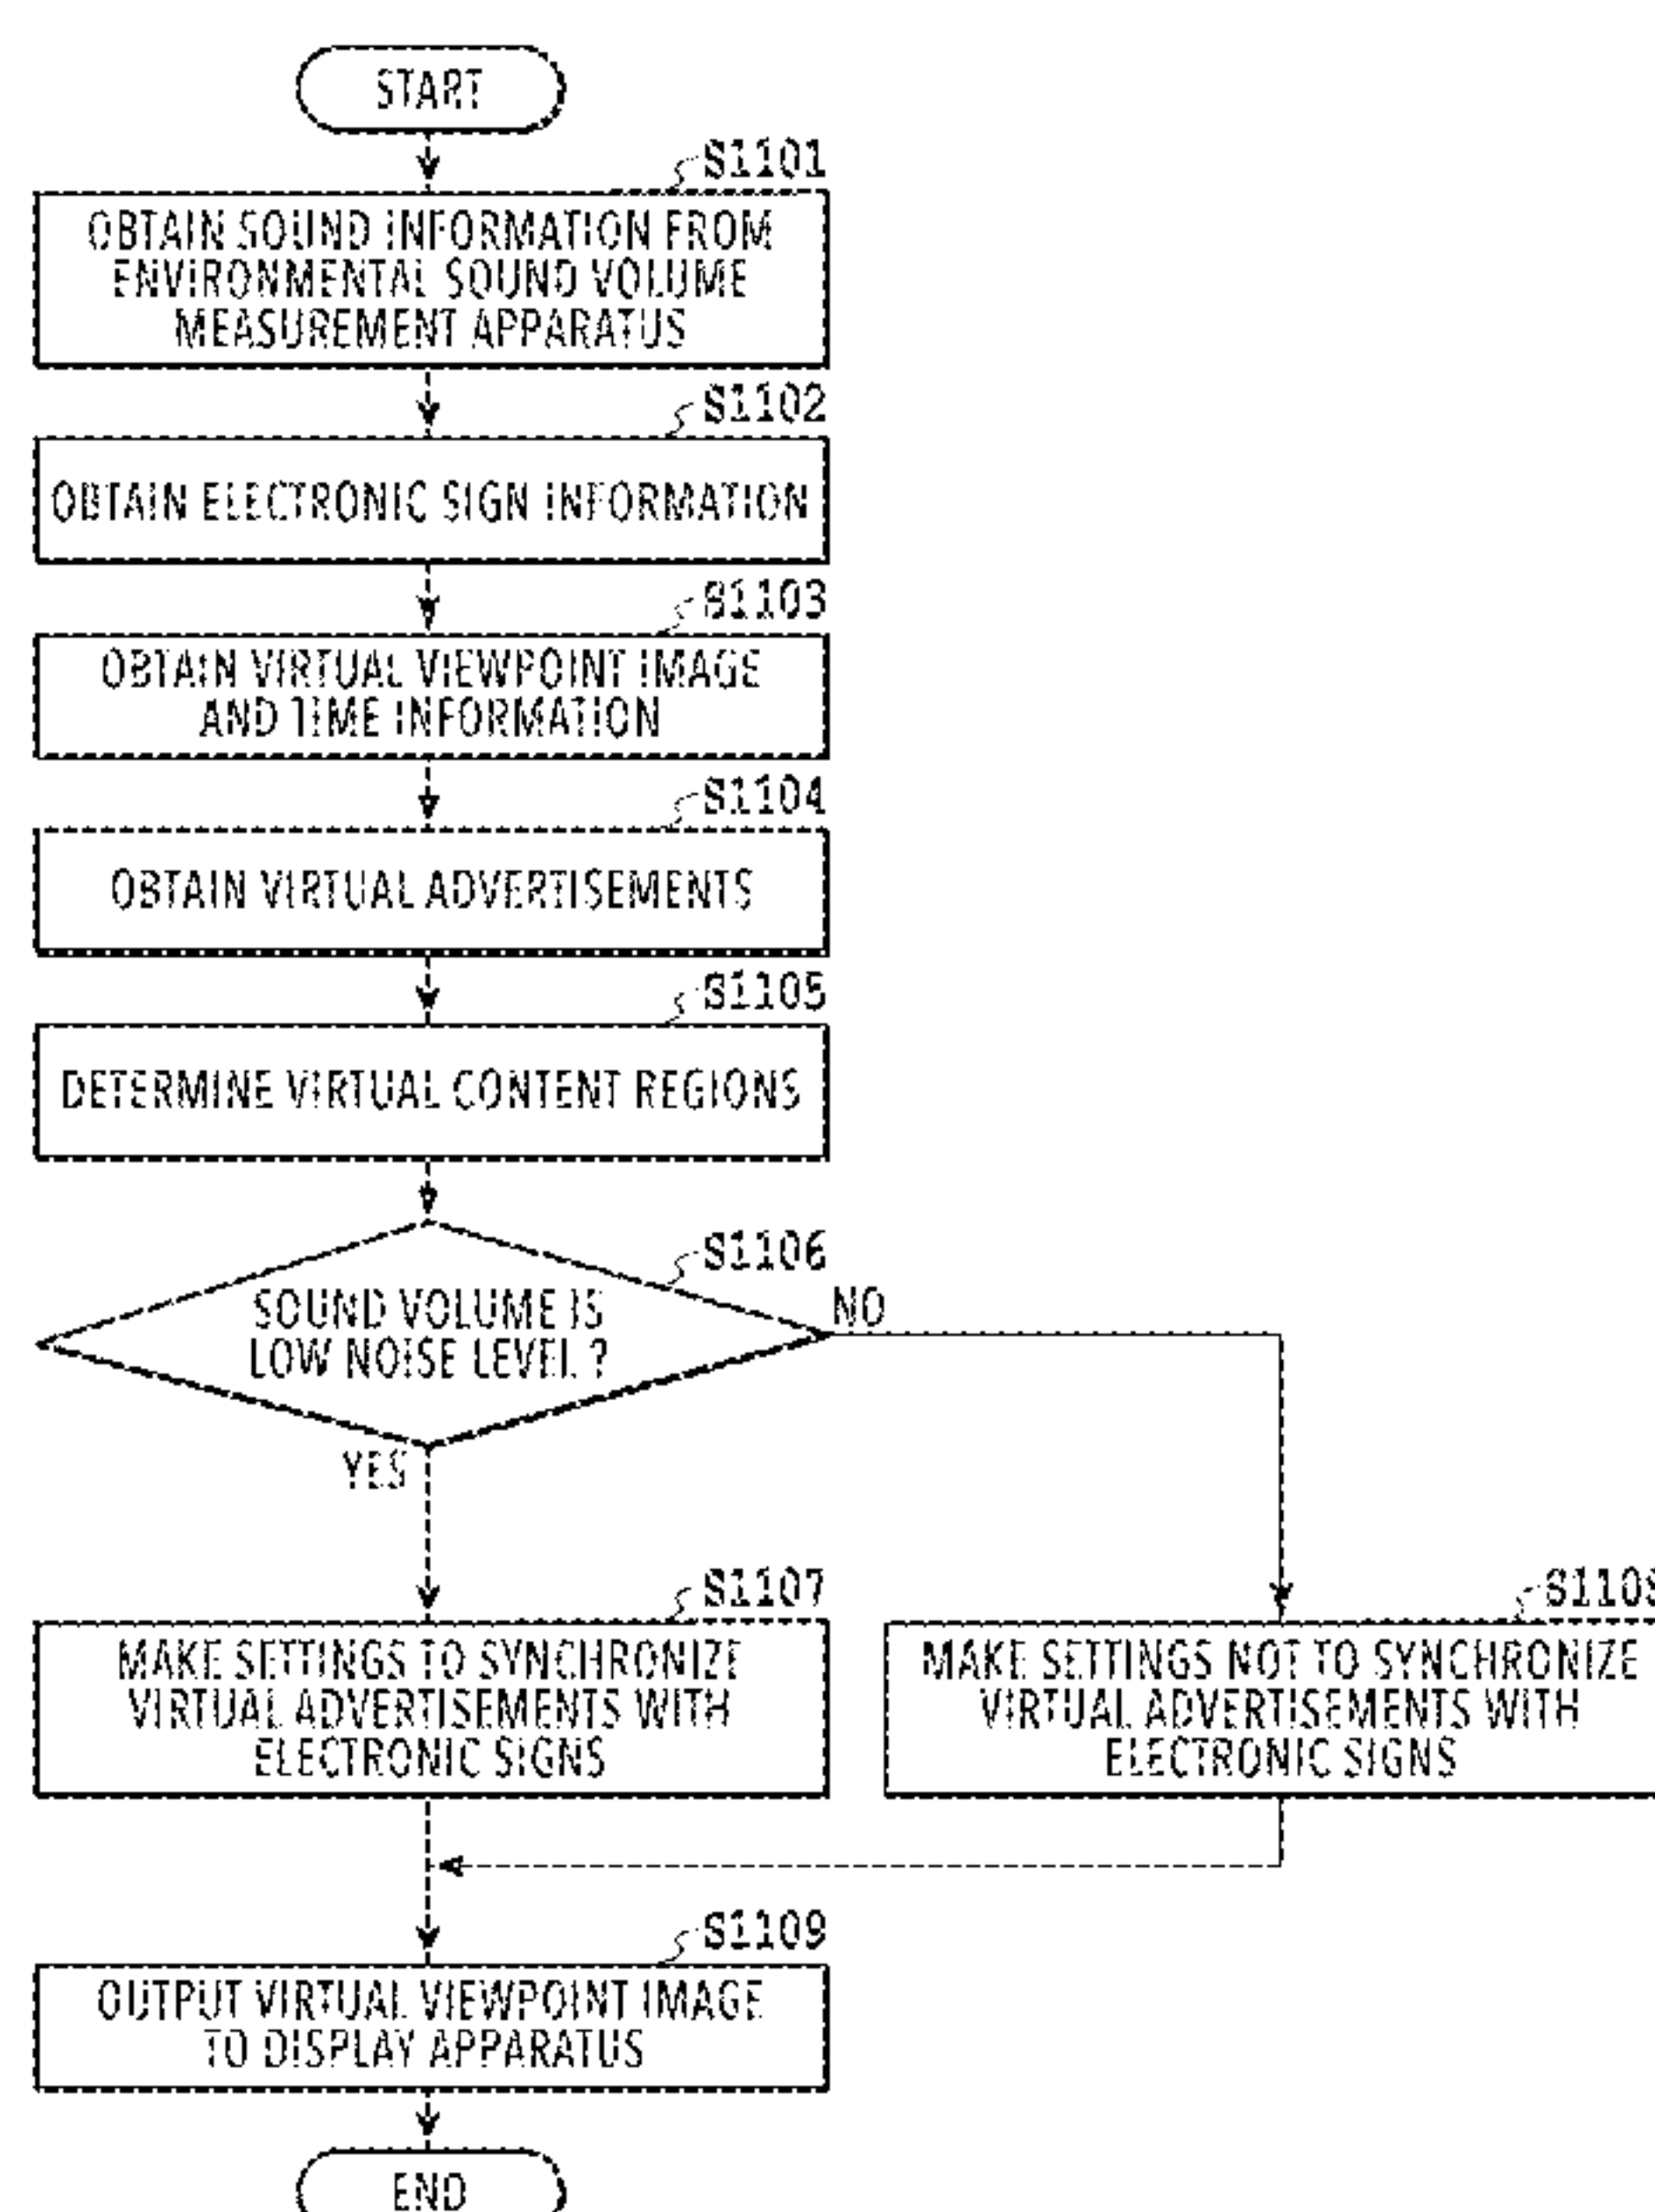 START
S1101
OBTAIN SOUND INFORMATION FROM
ENVIRONMENTAL SOUND VOLUME
MEASUREMENT APPARATUS
S1102
OBTAIN ELECTRONIC SIGN INFORMATION
S1103
OBTAIN VIRTUAL VIEWPOINT IMAGE
AND TIME INFORMATION
S1104
OBTAIN VIRTUAL ADVERTISEMENTS
S1105
DETERMINE VIRTUAL CONTENT REGIONS
S1106
SOUND VOLUME IS
LOW NOISE LEVEL ?
NO
YES
S1107
MAKE SETTINGS TO SYNCHRONIZE
VIRTUAL ADVERTISEMENTS WITH
ELECTRONIC SIGNS
MAKE SETTINGS NOT TO SYNCHRONIZE
VIRTUAL ADVERTISEMENTS WITH
ELECTRONIC SIGNS
S1109
OUTPUT VIRTUAL VIEWPOINT IMAGE
TO DISPLAY APPARATUS
END